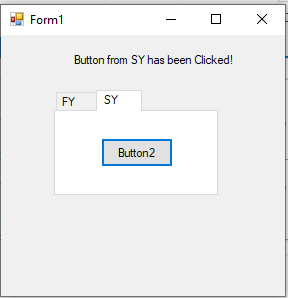 Form1
Button from SY has been Clicked!
FY SY
Button2